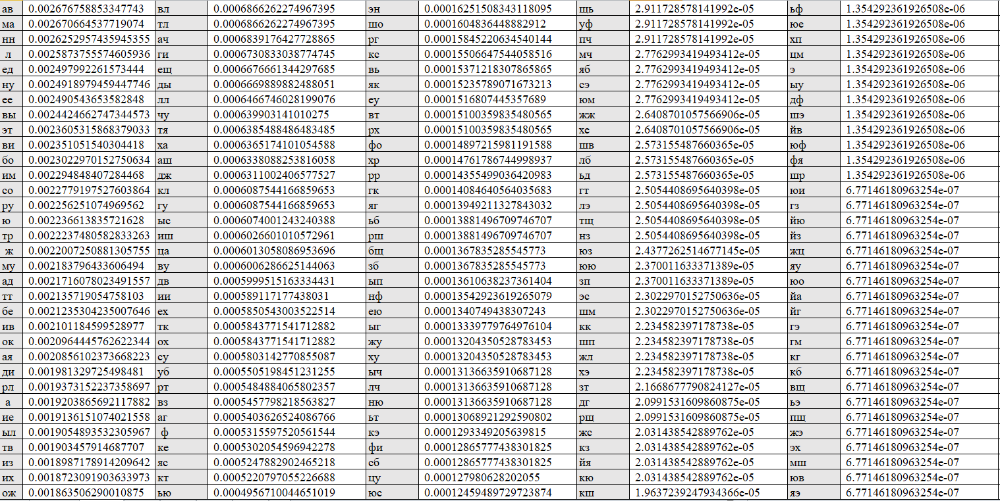 ав 0.002676758853347743 вл 0.0006866262274967395 эн 0.00016251508343118095 щь 2.911728578141992e-05 ьф 1.354292361926508e-06
ма 0.002670664537719074 тл 0.0006866262274967395 шо 0.0001604836448882912 уф 2.911728578141992e-05 юе 1.354292361926508e-06
нн 0.0026252957435945355 ач 0.0006839176427728865 рг 0.00015845220634540144 пч 2.911728578141992e-05 хп 1.354292361926508e-06
л 0.0025873755574605936 ги 0.0006730833038774745 кс 0.00015506647544058516 мч 2.7762993419493412e-05 цм 1.354292361926508e-06
ед 0.002497992261573444 ещ 0.0006676661344297685 вь 0.00015371218307865865 яб 2.7762993419493412e-05 э 1.354292361926508e-06
ну 0.0024918979459447746 ды 0.0006669889882488051 як 0.00015235789071673213 сэ 2.7762993419493412e-05 ыу 1.354292361926508e-06
ее 0.002490543653582848 лл 0.0006466746028199076 еу 0.0001516807445357689 юм 2.7762993419493412e-05 дф 1.354292361926508e-06
вы 0.0024424662747344573 чу 0.000639903141010275 вт 0.00015100359835480565 жж 2.6408701057566906e-05 шэ 1.354292361926508e-06
эт 0.0023605315868379033 тя 0.0006385488486483485 рх 0.00015100359835480565 хе 2.6408701057566906e-05 йв 1.354292361926508e-06
ви 0.002351051540304418 ха 0.0006365174101054588 фо 0.00014897215981191588 шв 2.573155487660365e-05 юф 1.354292361926508e-06
бо 0.0023022970152750634 аш 0.0006338088253816058 хр 0.00014761786744998937 лб 2.573155487660365e-05 фя 1.354292361926508e-06
им 0.002294848407284468 дж 0.0006311002406577527 рр 0.00014355499036420983 ьд 2.573155487660365e-05 шр 1.354292361926508e-06
со 0.00227791975276​03864 кл 0.0006087544166859653 гк 0.00014084640564035683 гт 2.5054408695640398e-05 юи 6.77146180963254e-07
ру 0.002256251074969562 гу 0.0006087544166859653 яг 0.00013949211327843032 лэ 2.5054408695640398e-05 гз 6.77146180963254e-07
ю 0.002236613835721628 ыс 0.0006074001243240388 ьб 0.00013881496709746707 тщ 2.5054408695640398e-05 йю 6.77146180963254e-07
тр 0.0022237480582833263 иш 0.0006026601010572961 рш 0.00013881496709746707 нз 2.5054408695640398e-05 йз 6.77146180963254e-07
ж 0.0022007250881305755 ца 0.0006013058086953696 бщ 0.0001367835285545773 юз 2.4377262514677145e-05 жц 6.77146180963254e-07
му 0.002183796433606494 ву 0.0006006286625144063 зб 0.0001367835285545773 юю 2.370011633371389e-05 яу 6.77146180963254e-07
ад 0.0021716078023491557 дв 0.0005999515163334431 ып 0.00013610638237361404 зп 2.370011633371389e-05 юо 6.77146180963254e-07
тт 0.002135719054758103 ии 0.000589117177438031 нф 0.00013542923619265079 эс 2.3022970152750636e-05 йа 6.77146180963254e-07
бе 0.0021235304235007646 ех 0.0005850543003522514 ею 0.0001340749438307243 шм 2.3022970152750636e-05 йг 6.77146180963254e-07
ив 0.002101184599528977 тк 0.0005843771541712882 ыг 0.00013339779764976104 кк 2.234582397178738e-05 гэ 6.77146180963254e-07
ок 0.0020964445762622344 ох 0.0005843771541712882 жу 0.00013204350528783453 шп 2.234582397178738e-05 гм 6.77146180963254e-07
ая 0.0020856102373668223 су 0.0005803142770855087 ху 0.00013204350528783453 жл 2.234582397178738e-05 кг 6.77146180963254e-07
ди 0.001981329725498481 уб 0.0005505198451231255 ыч 0.00013136635910687128 хэ 2.234582397178738e-05 кб 6.77146180963254e-07
рл 0.0019373152237358697 рт 0.0005484884065802357 лч 0.00013136635910687128 зт 2.1668677790824127e-05 вщ 6.77146180963254e-07
а 0.0019203865692117882 вз 0.0005457798218563827 ню 0.00013136635910687128 дг 2.0991531609860875e-05 ьэ 6.77146180963254e-07
ие 0.0019136151074021558 аг 0.0005403626524086766 ьт 0.00013068921292590802 рщ 2.0991531609860875e-05 пщ 6.77146180963254e-07
ыл 0.0019054893532305967 ф 0.0005315597520561544 кэ 0.0001293349205639815 жс 2.031438542889762e-05 жэ 6.77146180963254e-07
тв 0.001903457914687707 ке 0.0005302054596942278 фи 0.00012865777438301825 кз 2.031438542889762e-05 эх 6.77146180963254e-07
из 0.0018987178914209642 яс 0.0005247882902465218 сб 0.00012865777438301825 йя 2.031438542889762e-05 мш 6.77146180963254e-07
их 0.0018723091903633973 кт 0.0005220797055226688 цу 0.000127980628202055 кю 2.031438542889762e-05 юв 6.77146180963254e-07
ож 0.001863506290010875 ью 0.0004956710044651019 юс 0.00012459489729723874 кш 1.9637239247934366e-05 яэ 6.77146180963254e-07